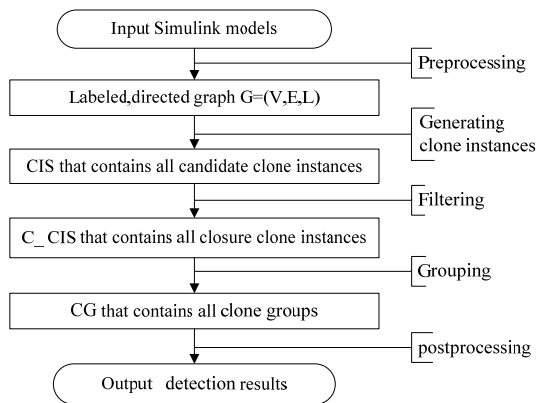 Input Simulink models
Preprocessing
Labeled,directed graph G=(V,E,L)
Generating
clone instances
CIS that contains all candidate clone instances
Filtering
C_ CIS that contains all closure clone instances
Grouping
CG that contains all clone groups
postprocessing
Output detection results